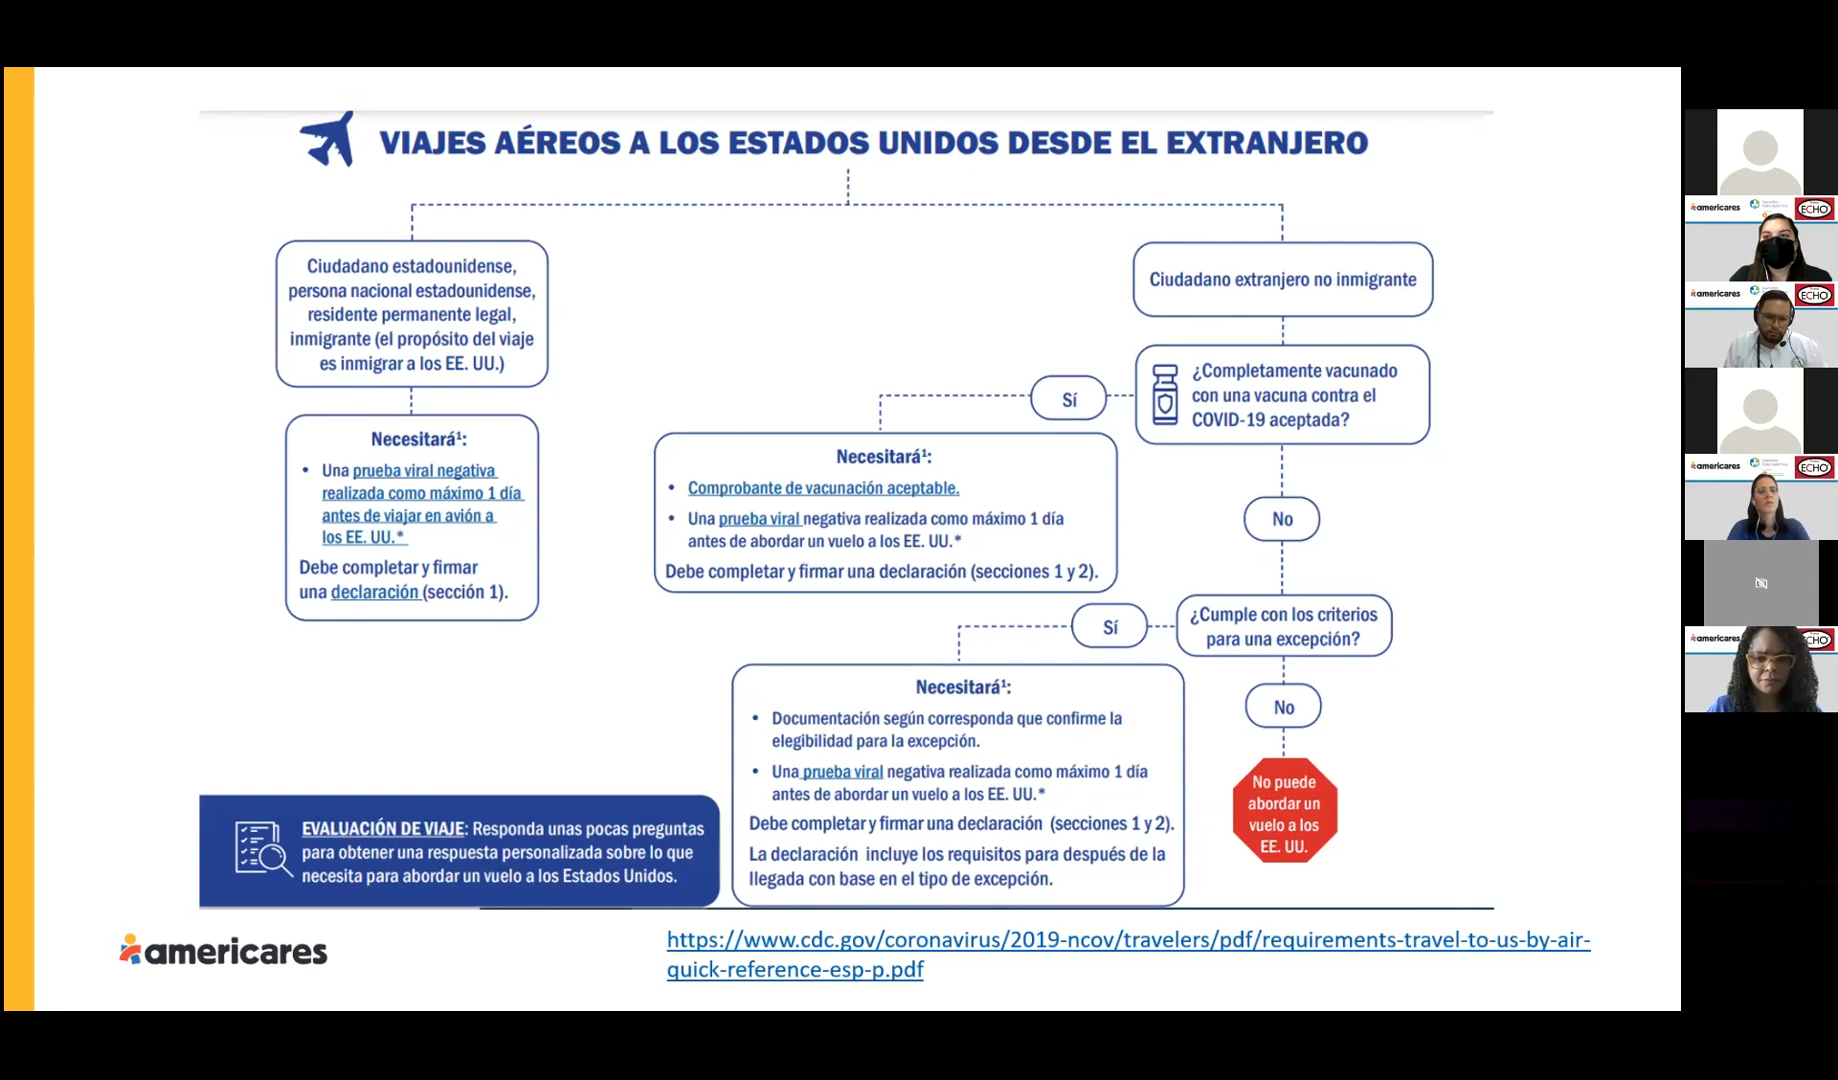 VIAJES AÉREOS A LOS ESTADOS UNIDOS DESDE EL EXTRANJERO
Ciudadano estadounidense,
persona nacional estadounidense,
residente permanente legal,
inmigrante (el propósito del viaje
es inmigrar a los EE. UU.)
Necesitará¹:
• Una prueba viral negativa
realizada como máximo 1 día
antes de viajar en avión a
los EE. UU.*
Debe completar y firmar
una declaración (sección 1).
Ciudadano extranjero no inmigrante
¿Completamente vacunado
con una vacuna contra el
COVID-19 aceptada?
Sí
Necesitará¹:
• Comprobante de vacunación aceptable.
• Una prueba viral negativa realizada como máximo 1 día
antes de abordar un vuelo a los EE. UU.*
Debe completar y firmar una declaración (secciones 1 y 2).
No
¿Cumple con los criterios
para una excepción?
Sí
Necesitará¹:
• Documentación según corresponda que confirme la
elegibilidad para la excepción.
• Una prueba viral negativa realizada como máximo 1 día
antes de abordar un vuelo a los EE. UU.*
Debe completar y firmar una declaración (secciones 1 y 2).
La declaración incluye los requisitos para después de la
llegada con base en el tipo de excepción.
No
No puede
abordar un
vuelo a los
EE. UU.
EVALUACIÓN DE VIAJE: Responda unas pocas preguntas
para obtener una respuesta personalizada sobre lo que
necesita para abordar un vuelo a los Estados Unidos.
americares
https://www.cdc.gov/coronavirus/2019-ncov/travelers/pdf/requirements-travel-to-us-by-air-
quick-reference-esp-p.pdf
americares
ECHO
americares
ECHO
americares
ECHO
americares
ECHO